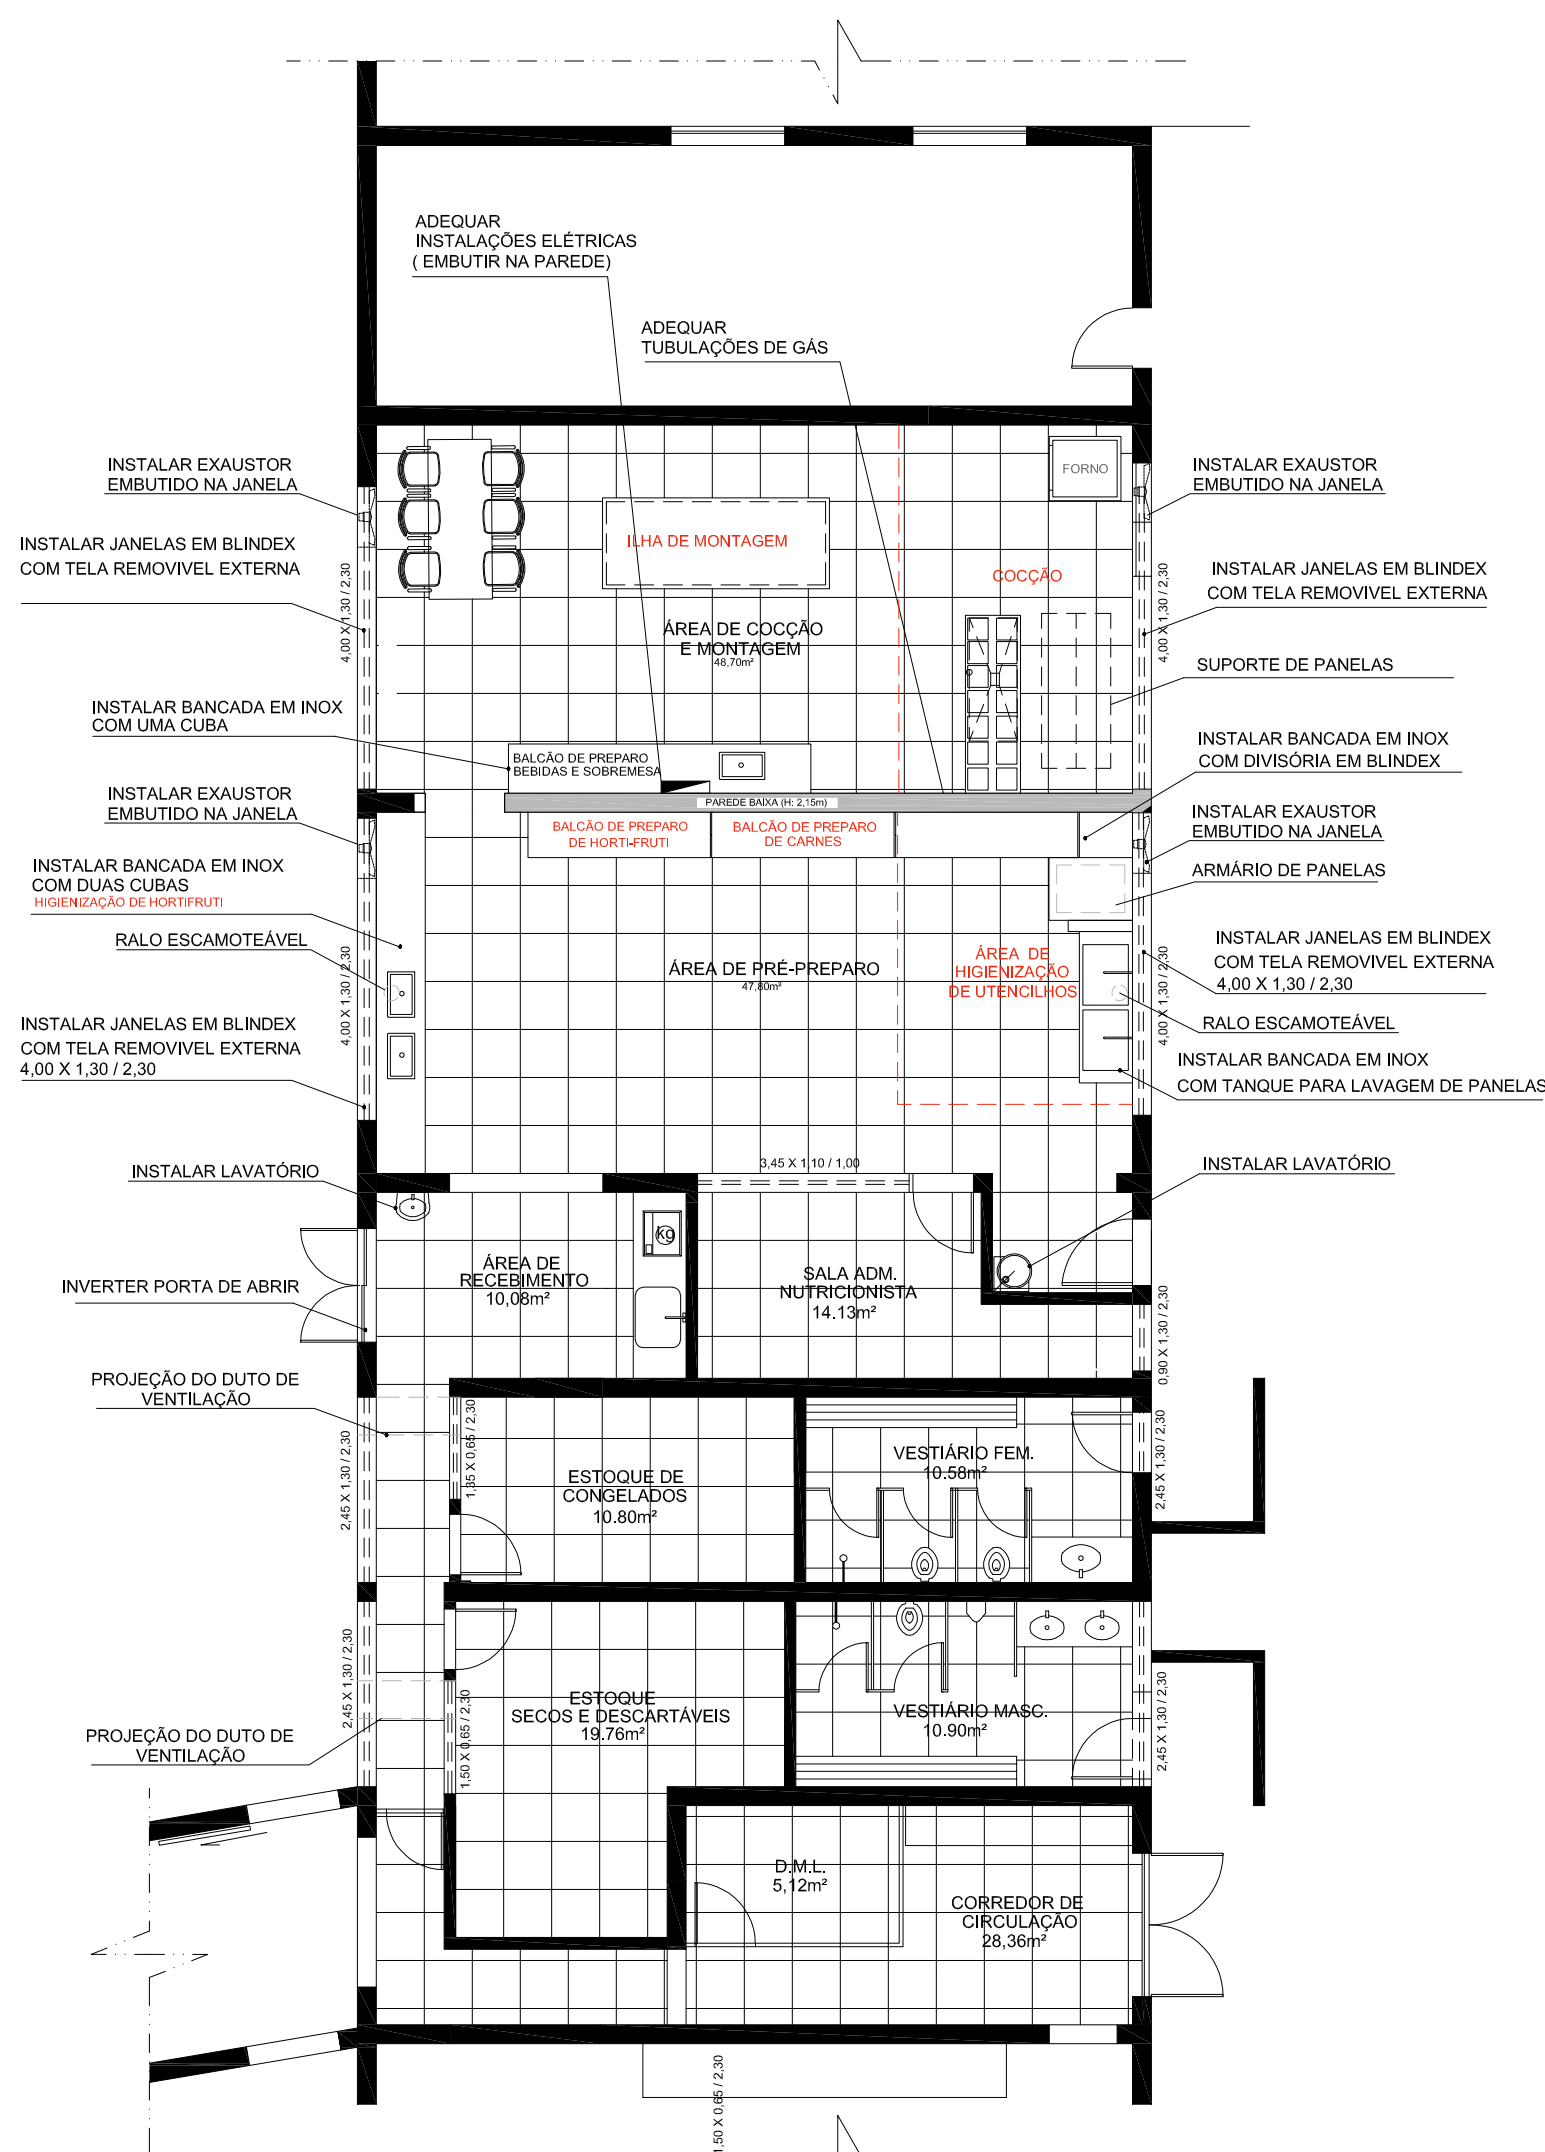 ADEQUAR
INSTALAÇÕES ELÉTRICAS
( EMBUTIR NA PAREDE)
ADEQUAR
TUBULAÇÕES DE GÁS
INSTALAR EXAUSTOR
EMBUTIDO NA JANELA
INSTALAR JANELAS EM BLINDEX
COM TELA REMOVIVEL EXTERNA
4,00 X 1,30 / 2,30
INSTALAR BANCADA EM INOX
COM UMA CUBA
INSTALAR EXAUSTOR
EMBUTIDO NA JANELA
INSTALAR BANCADA EM INOX
COM DUAS CUBAS
HIGIENIZAÇÃO DE HORTIFRUTI
RALO ESCAMOTEÁVEL
4,00 X 1,30 / 2,30
INSTALAR JANELAS EM BLINDEX
COM TELA REMOVIVEL EXTERNA
4,00 X 1,30 / 2,30
INSTALAR LAVATÓRIO
INVERTER PORTA DE ABRIR
PROJEÇÃO DO DUTO DE
VENTILAÇÃO
2,45 X 1,30 / 2,30
2,45 X 1,30 / 2,30
PROJEÇÃO DO DUTO DE
VENTILAÇÃO
FORNO
ILHA DE MONTAGEM
COCÇÃO
ÁREA DE COCÇÃO
E MONTAGEM
48,70m²
BALCÃO DE PREPARO
BEBIDAS E SOBREMESA
PAREDE BAIXA (H: 2,15m)
BALCÃO DE PREPARO
DE HORTI-FRUTI
BALCÃO DE PREPARO
DE CARNES
ÁREA DE PRÉ-PREPARO
47,80m²
ÁREA DE
HIGIENIZAÇÃO
DE UTENCILHOS
3,45 X 1,10 / 1,00
kg
ÁREA DE
RECEBIMENTO
10,08m²
SALA ADM.
NUTRICIONISTA
14.13m²
1,35 X 0,65 / 2,30
ESTOQUE DE
CONGELADOS
10.80m²
VESTIÁRIO FEM.
10.58m²
1,50 X 0,65 / 2,30
ESTOQUE
SECOS E DESCARTÁVEIS
19.76m²
VESTIÁRIO MASC.
10.90m²
D.M.L.
5,12m²
CORREDOR DE
CIRCULAÇÃO
28,36m²
1,50 X 0,65 / 2,30
INSTALAR EXAUSTOR
EMBUTIDO NA JANELA
4,00 X 1,30 / 2,30
INSTALAR JANELAS EM BLINDEX
COM TELA REMOVIVEL EXTERNA
SUPORTE DE PANELAS
INSTALAR BANCADA EM INOX
COM DIVISÓRIA EM BLINDEX
INSTALAR EXAUSTOR
EMBUTIDO NA JANELA
ARMÁRIO DE PANELAS
4,00 X 1,30 / 2,30
INSTALAR JANELAS EM BLINDEX
COM TELA REMOVIVEL EXTERNA
4,00 X 1,30 / 2,30
RALO ESCAMOTEÁVEL
INSTALAR BANCADA EM INOX
COM TANQUE PARA LAVAGEM DE PANELAS
INSTALAR LAVATÓRIO
0,90 X 1,30 / 2,30
2,45 X 1,30 / 2,30
2,45 X 1,30 / 2,30